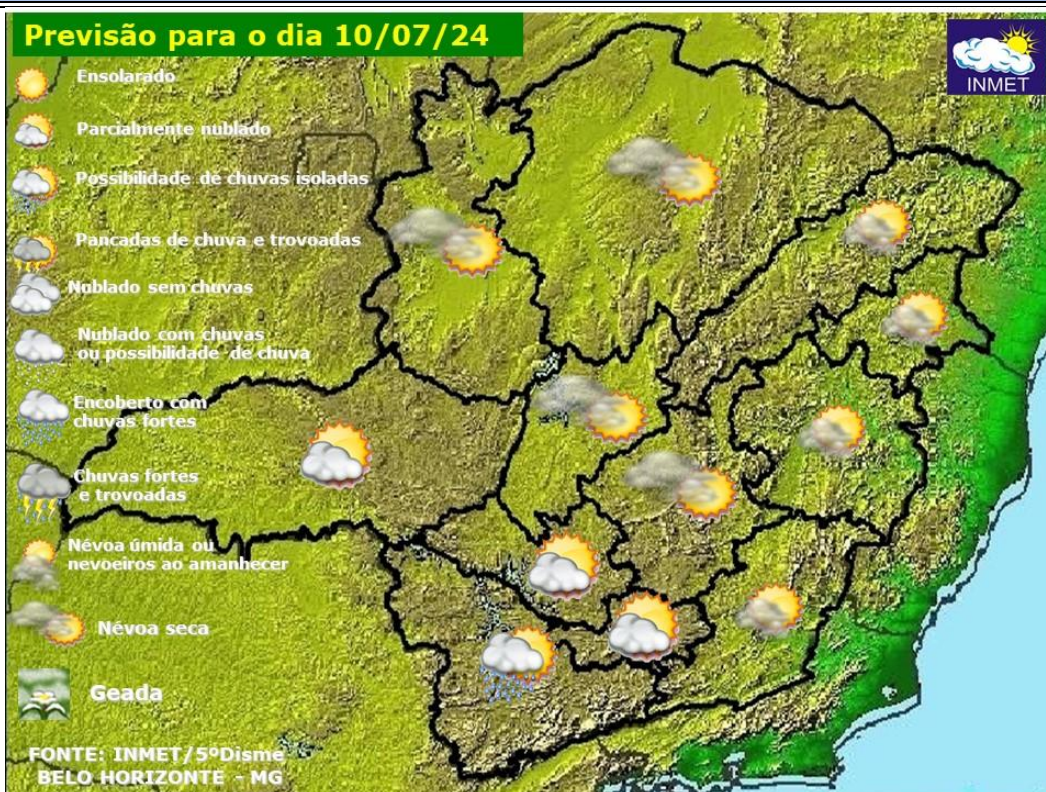 Previsão para o dia 10/07/24
INMET
Ensolarado
Parcialmente nublado
Possibilidade de chuvas isoladas
Pancadas de chuva e trovoadas
Nublado sem chuvas
Nublado com chuvas
ou possibilidade de chuva
Encoberto com
chuvas fortes
Chuvas fortes
e trovoadas
Névoa úmida ou
nevoeiros ao amanhecer
Névoa seca
Geada
FONTE: INMET/5ºDisme
BELO HORIZONTE - MG